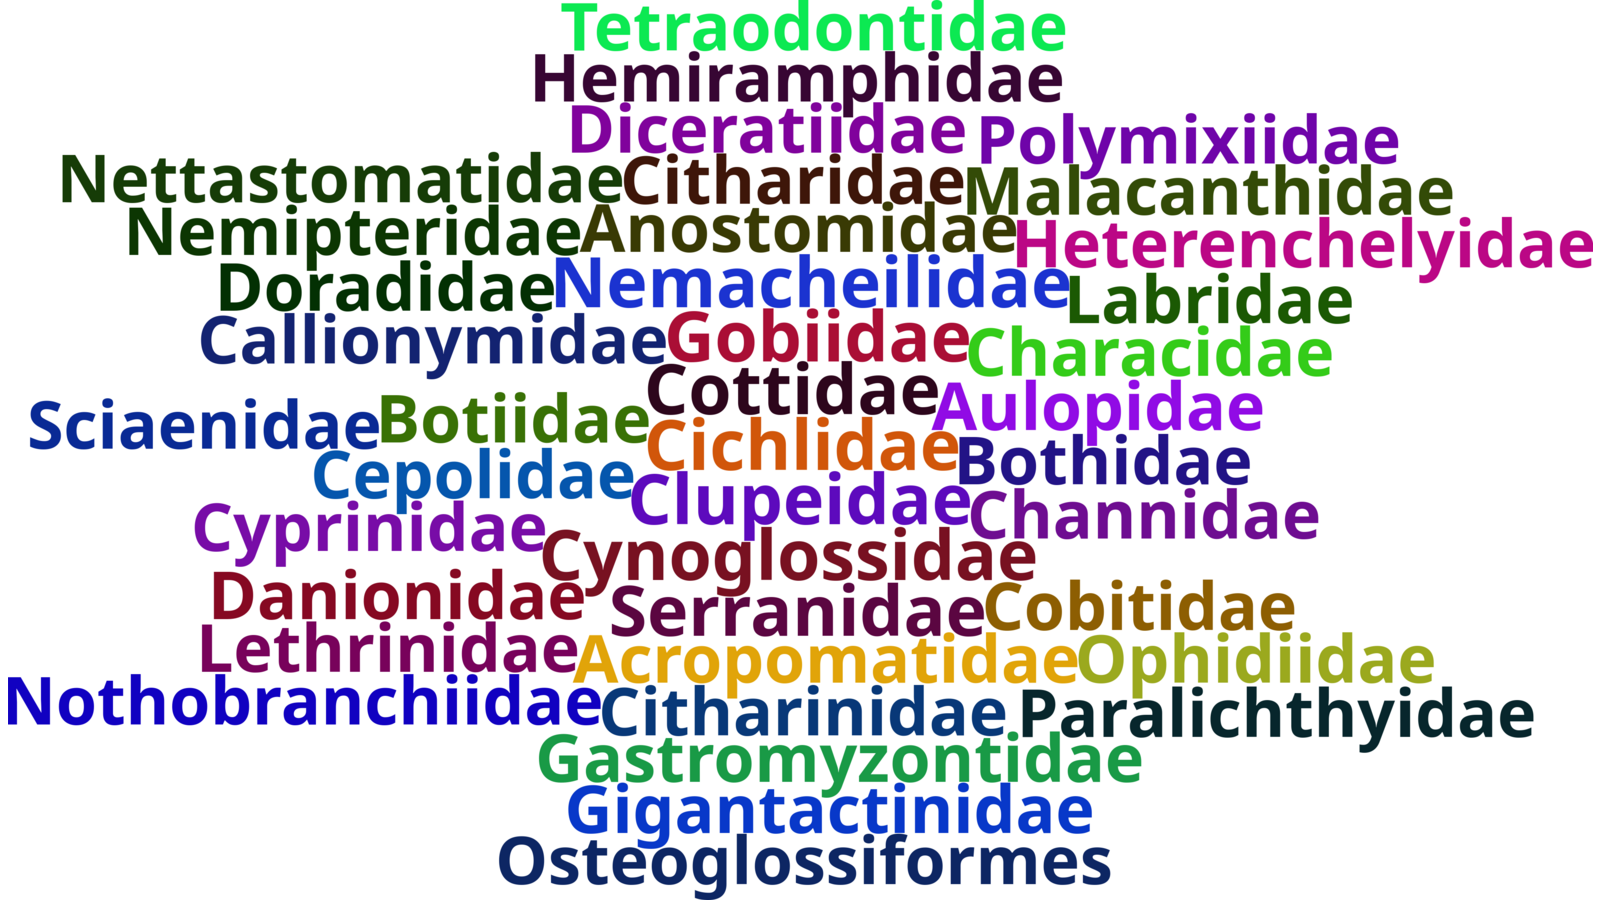 Tetraodontidae
Hemiramphidae
Diceratiidae Polymixiidae
Nettastomatidae Citharidae Malacanthidae
Nemipteridae Anostomidae Heterenchelyidae
Doradidae Nemacheilidae Labridae
Callionymidae Gobiidae Characidae
Cottidae Aulopidae
Sciaenidae Botiidae Cichlidae Bothidae
Cepolidae Clupeidae Channidae
Cyprinidae Cynoglossidae
Danionidae Serranidae Cobitidae
Lethrinidae Acropomatidae Ophidiidae
Nothobranchiidae Citharinidae Paralichthyidae
Gastromyzontidae
Gigantactinidae
Osteoglossiformes